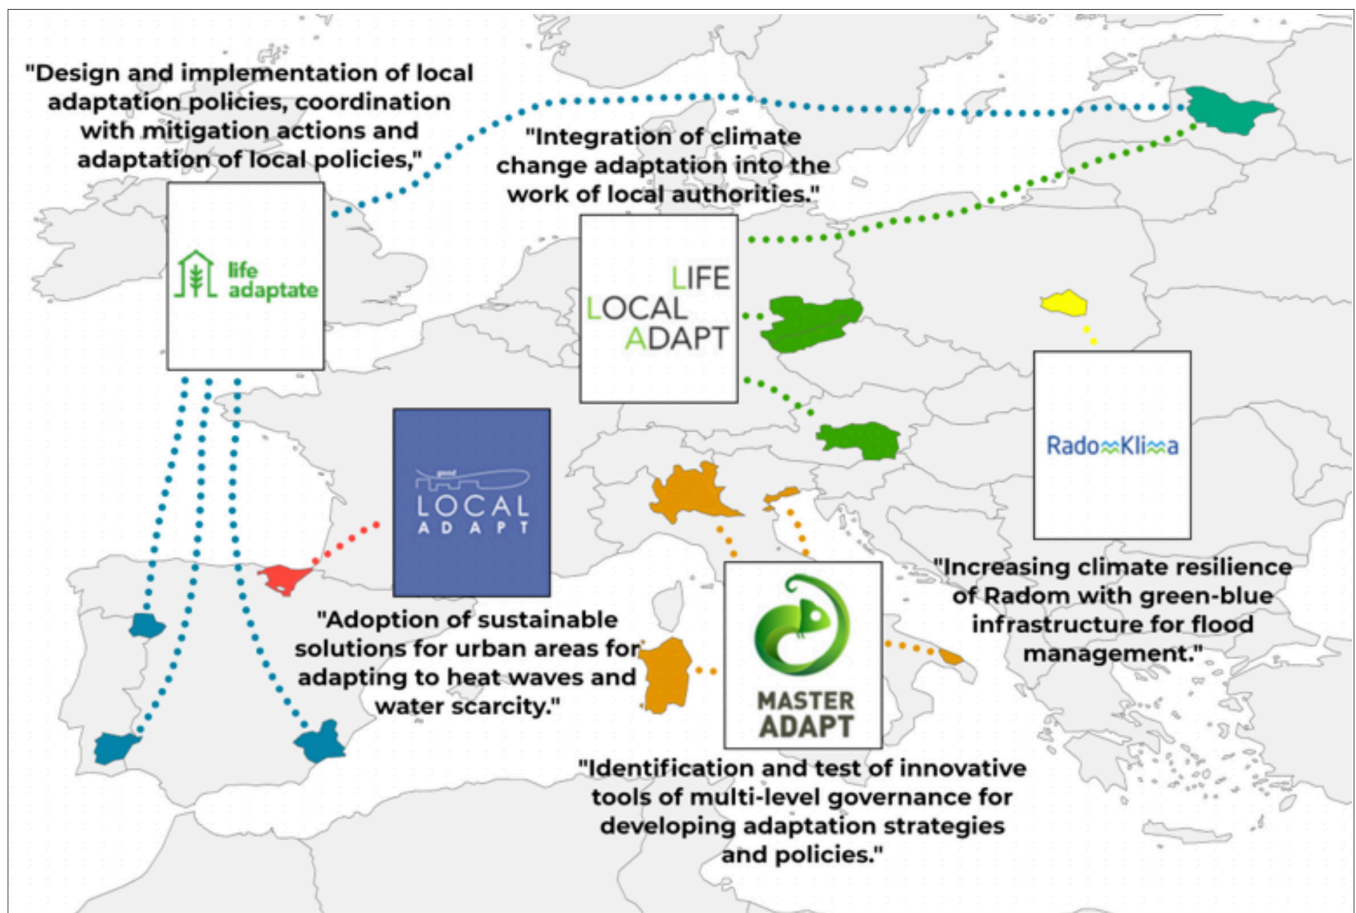 "Design and implementation of local
adaptation policies, coordination
with mitigation actions and
adaptation of local policies,"
life
adaptate
"Integration of climate
change adaptation into the
work of local authorities."
LIFE
LOCAL
ADAPT
good
LOCAL
ADAPT
"Adoption of sustainable
solutions for urban areas for
adapting to heat waves and
water scarcity."
RadomKlima
"Increasing climate resilience
of Radom with green-blue
infrastructure for flood
management."
MASTER
ADAPT
"Identification and test of innovative
tools of multi-level governance for
developing adaptation strategies
and policies."